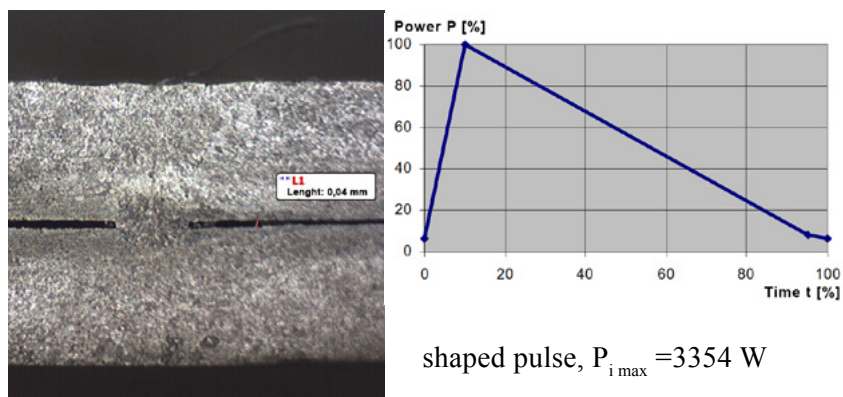 L1
Lenght: 0,04 mm
Power P [%]
100
80
60
40
20
0
0 20 40 60 80 100
Time t [%]
shaped pulse, P i max =3354 W